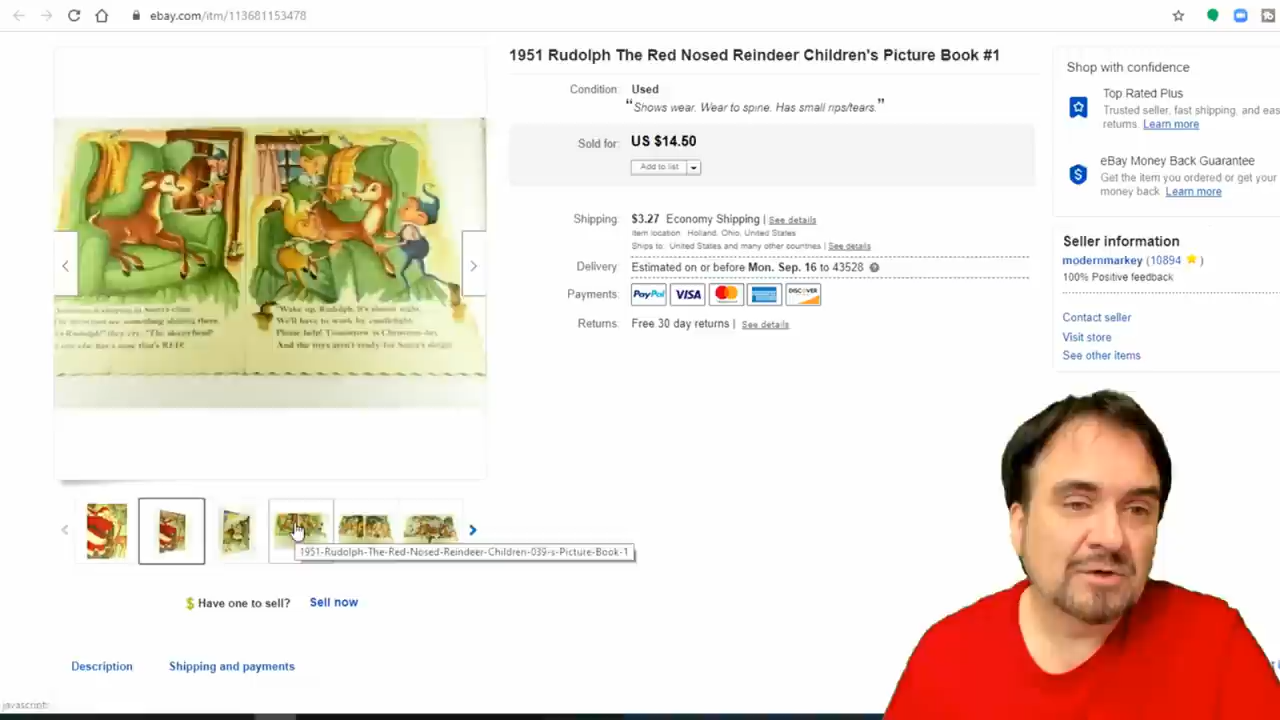 ebay.com/itm/113681153478
1951 Rudolph The Red Nosed Reindeer Children's Picture Book #1
Condition: Used
"Shows wear. Wear to spine. Has small rips/tears."
Sold for: US $14.50
Add to list
Shipping: $3.27 Economy Shipping | See details
Item location: Holland, Ohio, United States
Ships to: United States and many other countries | See details
Delivery: Estimated on or before Mon. Sep. 16 to 43528
Payments: PayPal VISA DISCOVER
Returns: Free 30 day returns | See details
Shop with confidence
Top Rated Plus
Trusted seller, fast shipping, and eas
returns. Learn more
eBay Money Back Guarantee
Get the item you ordered or get your
money back. Learn more
Seller information
modernmarkey (10894 )
100% Positive feedback
Contact seller
Visit store
See other items
"Wake up, Rudolph. It's almost night.
We'll have to work by candlelight.
Please help! Tomorrow is Christmas day,
And the toys aren't ready for Santa's sleigh.
1951-Rudolph-The-Red-Nosed-Reindeer-Children-039-s-Picture-Book-1
$ Have one to sell? Sell now
Description Shipping and payments
javascript: